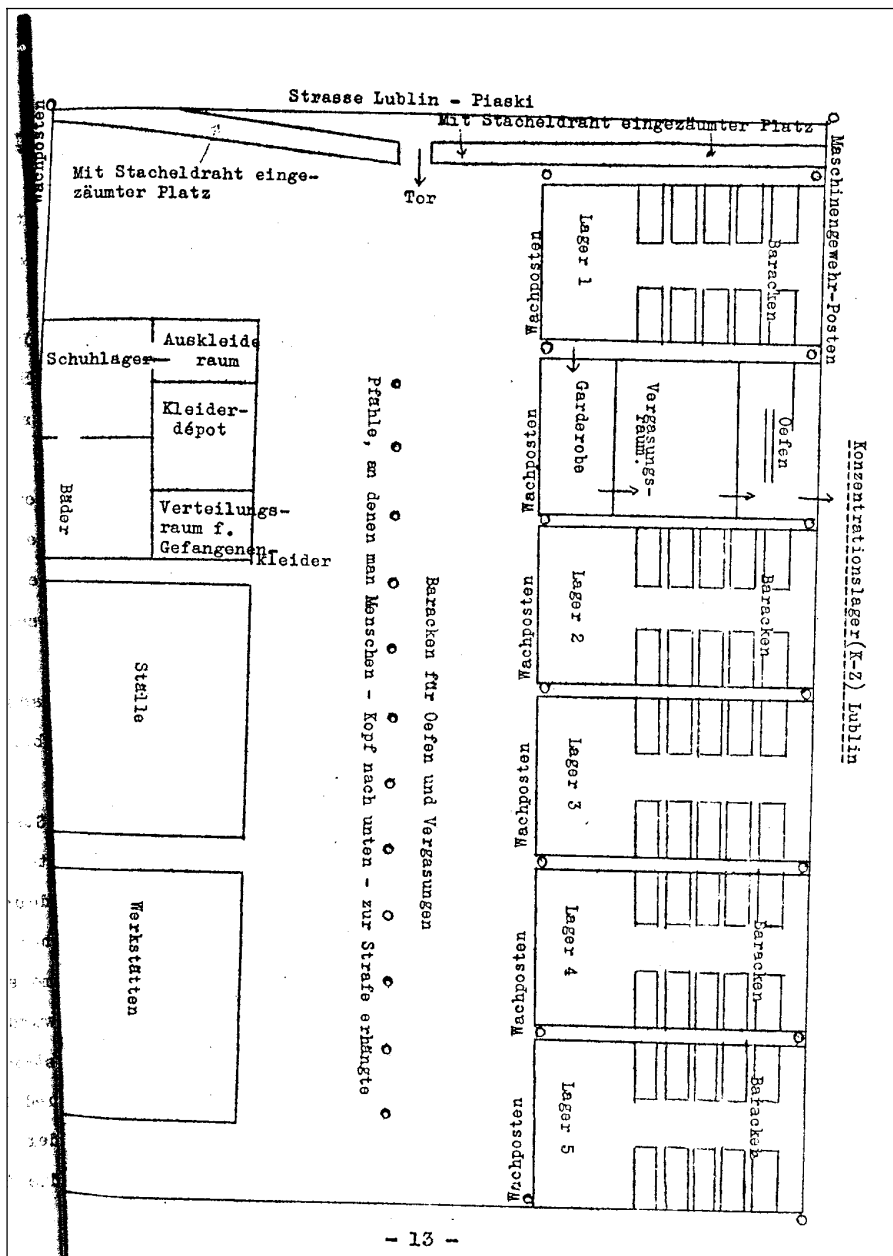 Strasse Lublin - Piaski
Mit Stacheldraht eingezäumter Platz
Wachposten
Mit Stacheldraht einge-
zäumter Platz
Tor
Maschinengewehr-Posten
Konzentrationslager(K-Z) Lublin
Lager 1
Baracken
Wachposten
Schuhlager
Auskleide
raum
Kleider-
dépot
Bäder
Verteilungs-
raum f.
Gefangenen-
kleider
Garderobe
Vergasungs-
raum.
Oefen
Wachposten
Lager 2
Baracken
Wachposten
Ställe
Pfähle, an denen man Menschen - Kopf nach unten - zur Strafe erhängte
Baracken für Oefen und Vergasungen
Lager 3
Wachposten
Werkstätten
Lager 4
Baracken
Wachposten
Lager 5
Baracken
Wachposten
- 13 -